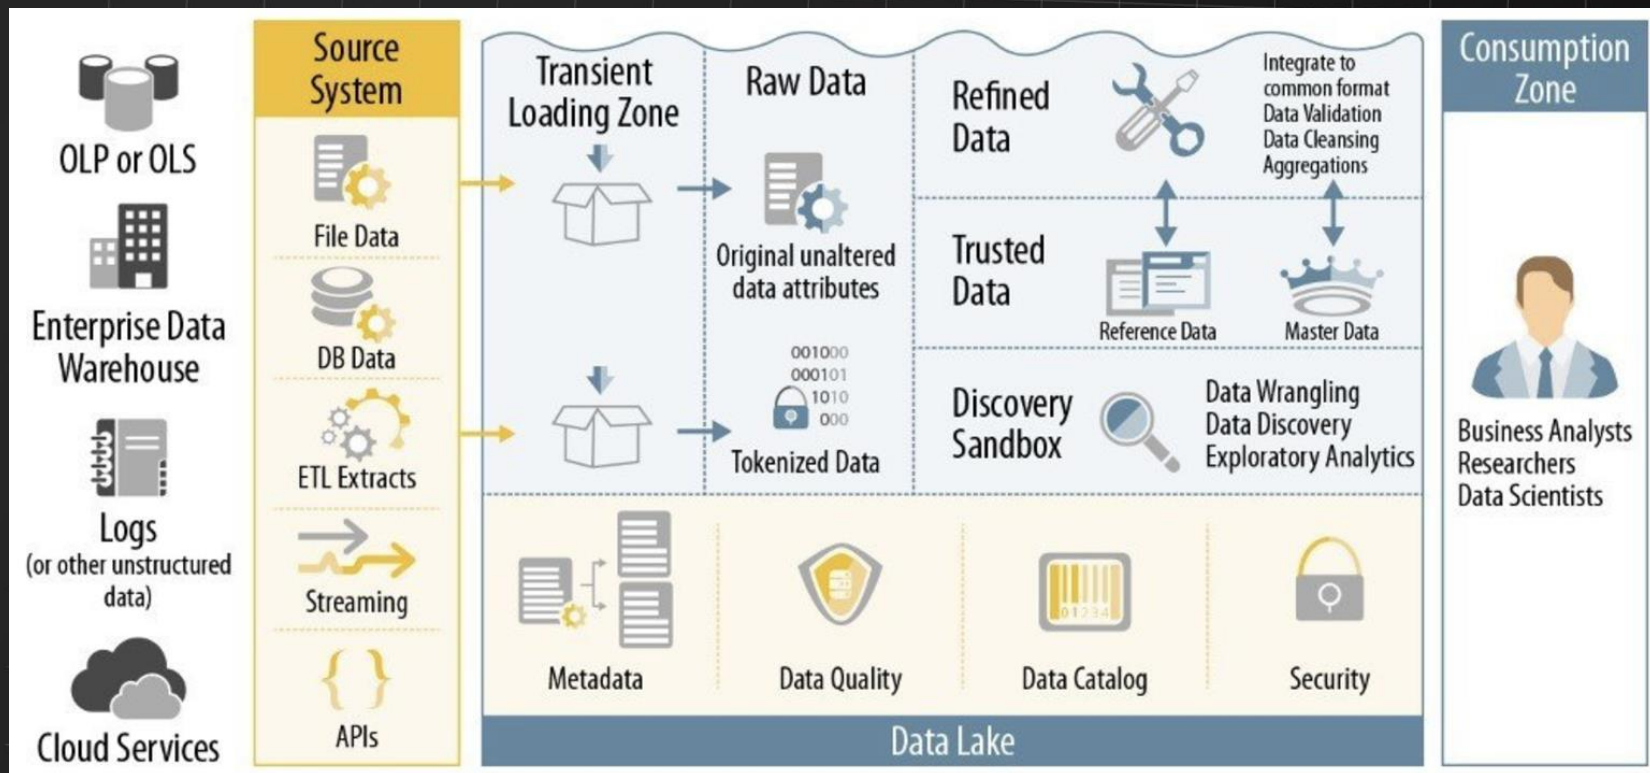 OLP or OLS
Enterprise Data
Warehouse
Logs
(or other unstructured
data)
Cloud Services
Source
System
File Data
DB Data
ETL Extracts
Streaming
APIs
Transient
Loading Zone
Raw Data
Original unaltered
data attributes
001000
000101
1010
000
Tokenized Data
Refined
Data
Integrate to
common format
Data Validation
Data Cleansing
Aggregations
Trusted
Data
Reference Data
Master Data
Discovery
Sandbox
Data Wrangling
Data Discovery
Exploratory Analytics
Metadata
Data Quality
01234
Data Catalog
Security
Data Lake
Consumption
Zone
Business Analysts
Researchers
Data Scientists